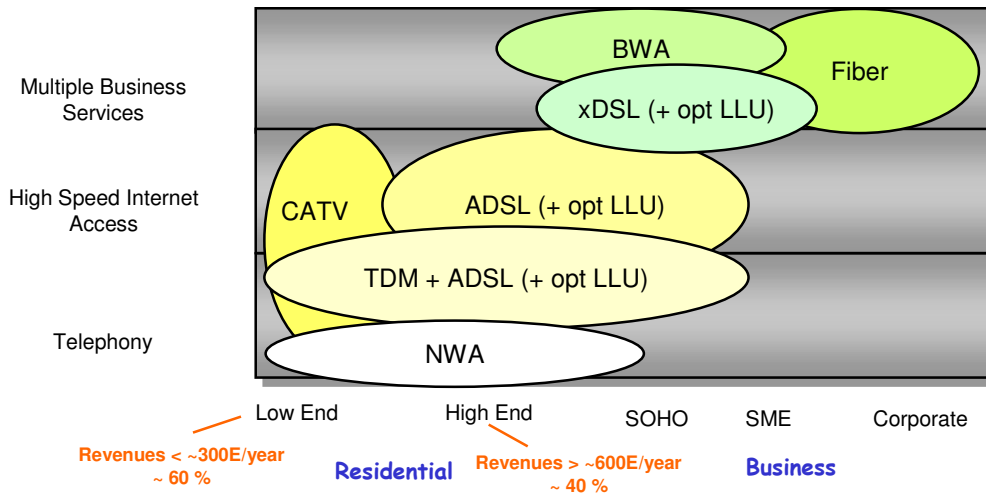 BWA
Fiber
Multiple Business
Services
xDSL (+ opt LLU)
High Speed Internet
Access
CATV
ADSL (+ opt LLU)
TDM + ADSL (+ opt LLU)
Telephony
NWA
Low End
High End
SOHO
SME
Corporate
Revenues < ~300E/year
~ 60 %
Residential
Revenues > ~600E/year
~ 40 %
Business